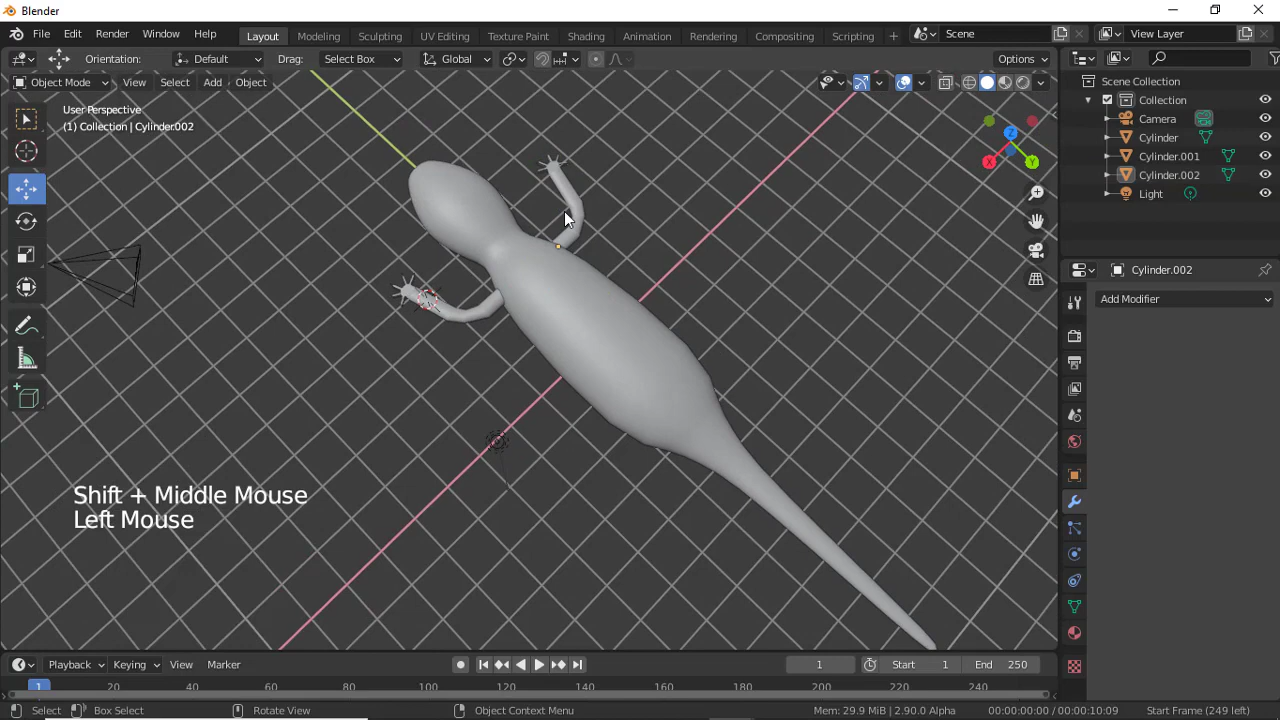 Blender
File Edit Render Window Help Layout Modeling Sculpting UV Editing Texture Paint Shading Animation Rendering Compositing Scripting + Scene View Layer
Orientation: Default Drag: Select Box Global Options
Object Mode View Select Add Object
User Perspective
(1) Collection | Cylinder.002
X Y Z
Shift + Middle Mouse
Left Mouse
Scene Collection
Collection
Camera
Cylinder
Cylinder.001
Cylinder.002
Light
Cylinder.002
Add Modifier
Playback Keying View Marker 1 Start 1 End 250
1 20 40 60 80 100 120 140 160 180 200 220 240
Select Box Select Rotate View Object Context Menu Mem: 29.9 MiB | 2.90.0 Alpha 00:00:00:00 / 00:00:10:09 Start Frame (249 left)